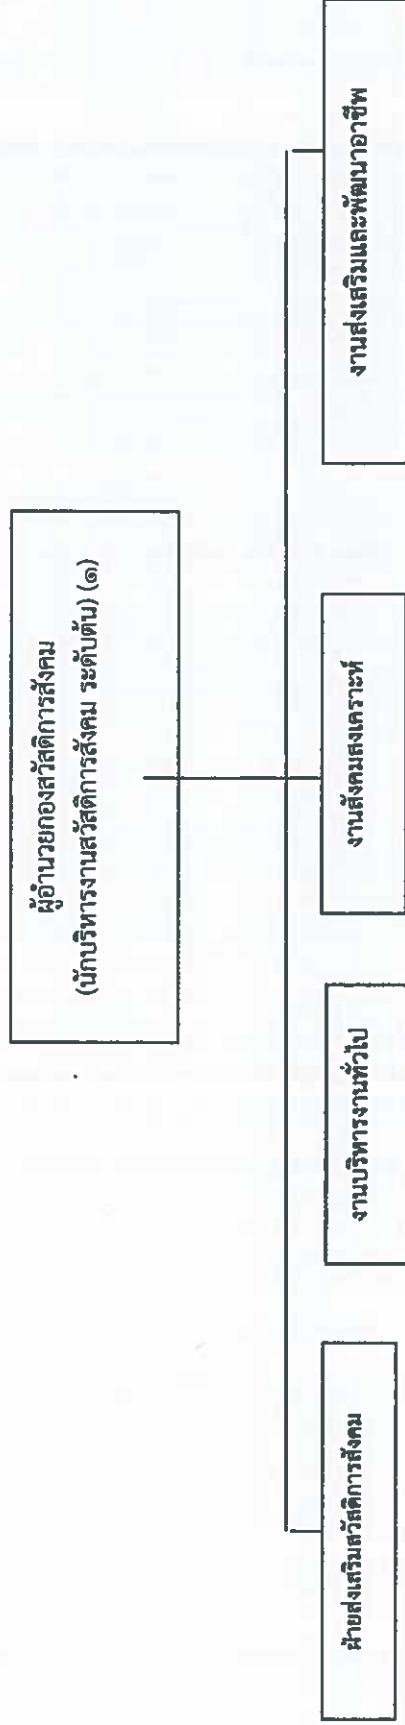 ผู้อำนวยกองสวัสดิการสังคม
(นักบริหารงานสวัสดิการสังคม ระดับต้น) (๑)
ฝ่ายส่งเสริมสวัสดิการสังคม
งานบริหารงานทั่วไป
งานสังคมสงเคราะห์
งานส่งเสริมและพัฒนาอาชีพ